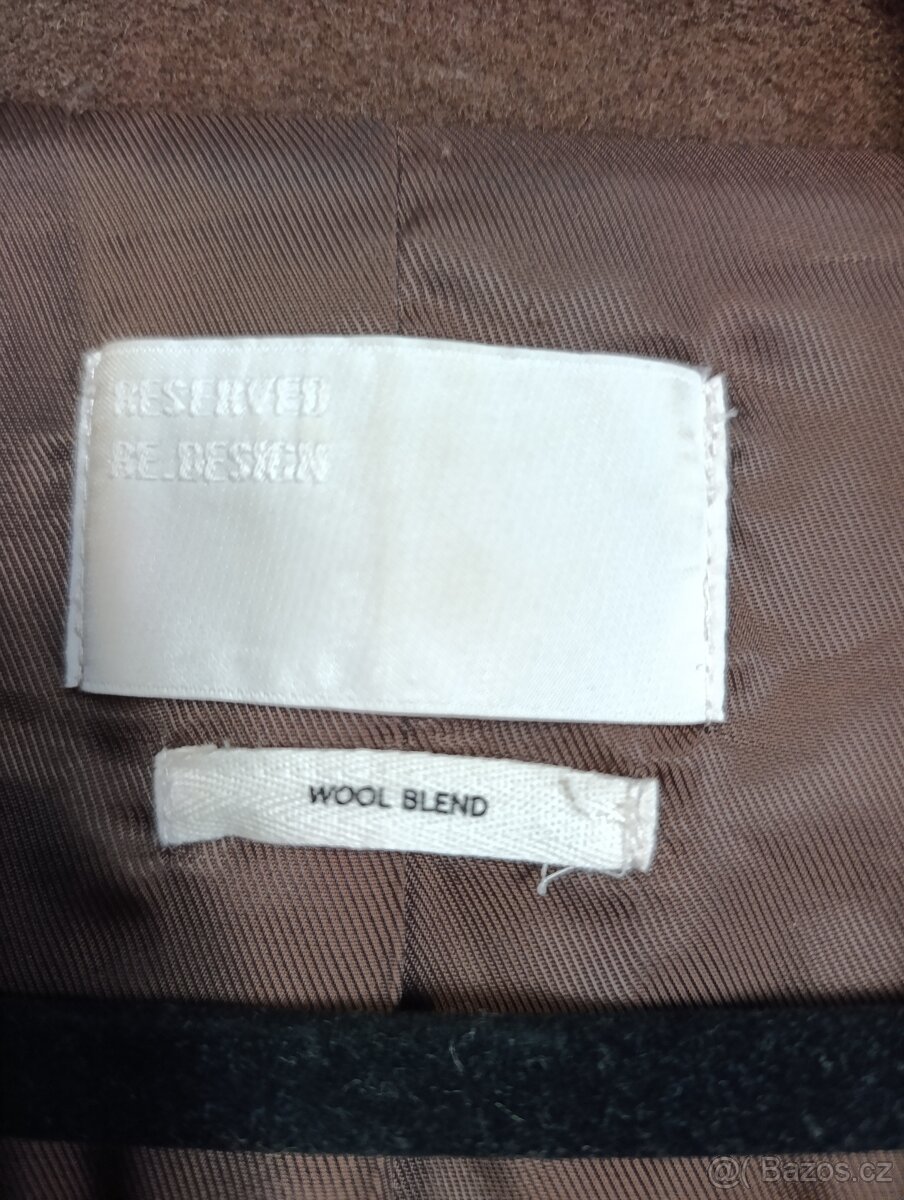 RESERVED
RE.DESIGN
WOOL BLEND
Bazos.cz